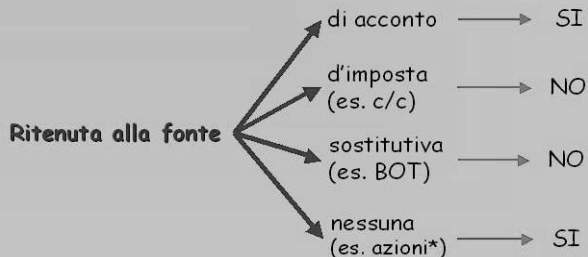 di acconto SI
d'imposta
(es. c/c) NO
Ritenuta alla fonte
sostitutiva
(es. BOT) NO
nessuna
(es. azioni*) SI